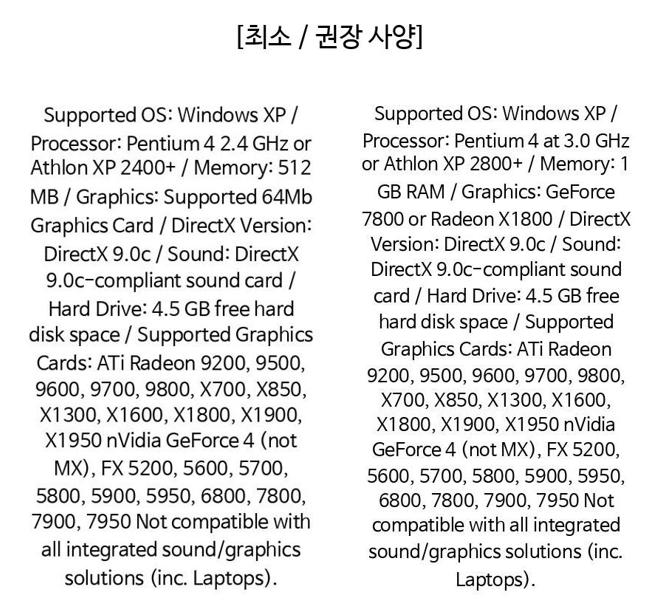 [최소 / 권장 사양]
Supported OS: Windows XP /
Processor: Pentium 4 2.4 GHz or
Athlon XP 2400+ / Memory: 512
MB / Graphics: Supported 64Mb
Graphics Card / DirectX Version:
DirectX 9.0c / Sound: DirectX
9.0c-compliant sound card /
Hard Drive: 4.5 GB free hard
disk space / Supported Graphics
Cards: ATi Radeon 9200, 9500,
9600, 9700, 9800, X700, X850,
X1300, X1600, X1800, X1900,
X1950 nVidia GeForce 4 (not
MX), FX 5200, 5600, 5700,
5800, 5900, 5950, 6800, 7800,
7900, 7950 Not compatible with
all integrated sound/graphics
solutions (inc. Laptops).
Supported OS: Windows XP /
Processor: Pentium 4 at 3.0 GHz
or Athlon XP 2800+ / Memory: 1
GB RAM / Graphics: GeForce
7800 or Radeon X1800 / DirectX
Version: DirectX 9.0c / Sound:
DirectX 9.0c-compliant sound
card / Hard Drive: 4.5 GB free
hard disk space / Supported
Graphics Cards: ATi Radeon
9200, 9500, 9600, 9700, 9800,
X700, X850, X1300, X1600,
X1800, X1900, X1950 nVidia
GeForce 4 (not MX), FX 5200,
5600, 5700, 5800, 5900, 5950,
6800, 7800, 7900, 7950 Not
compatible with all integrated
sound/graphics solutions (inc.
Laptops).